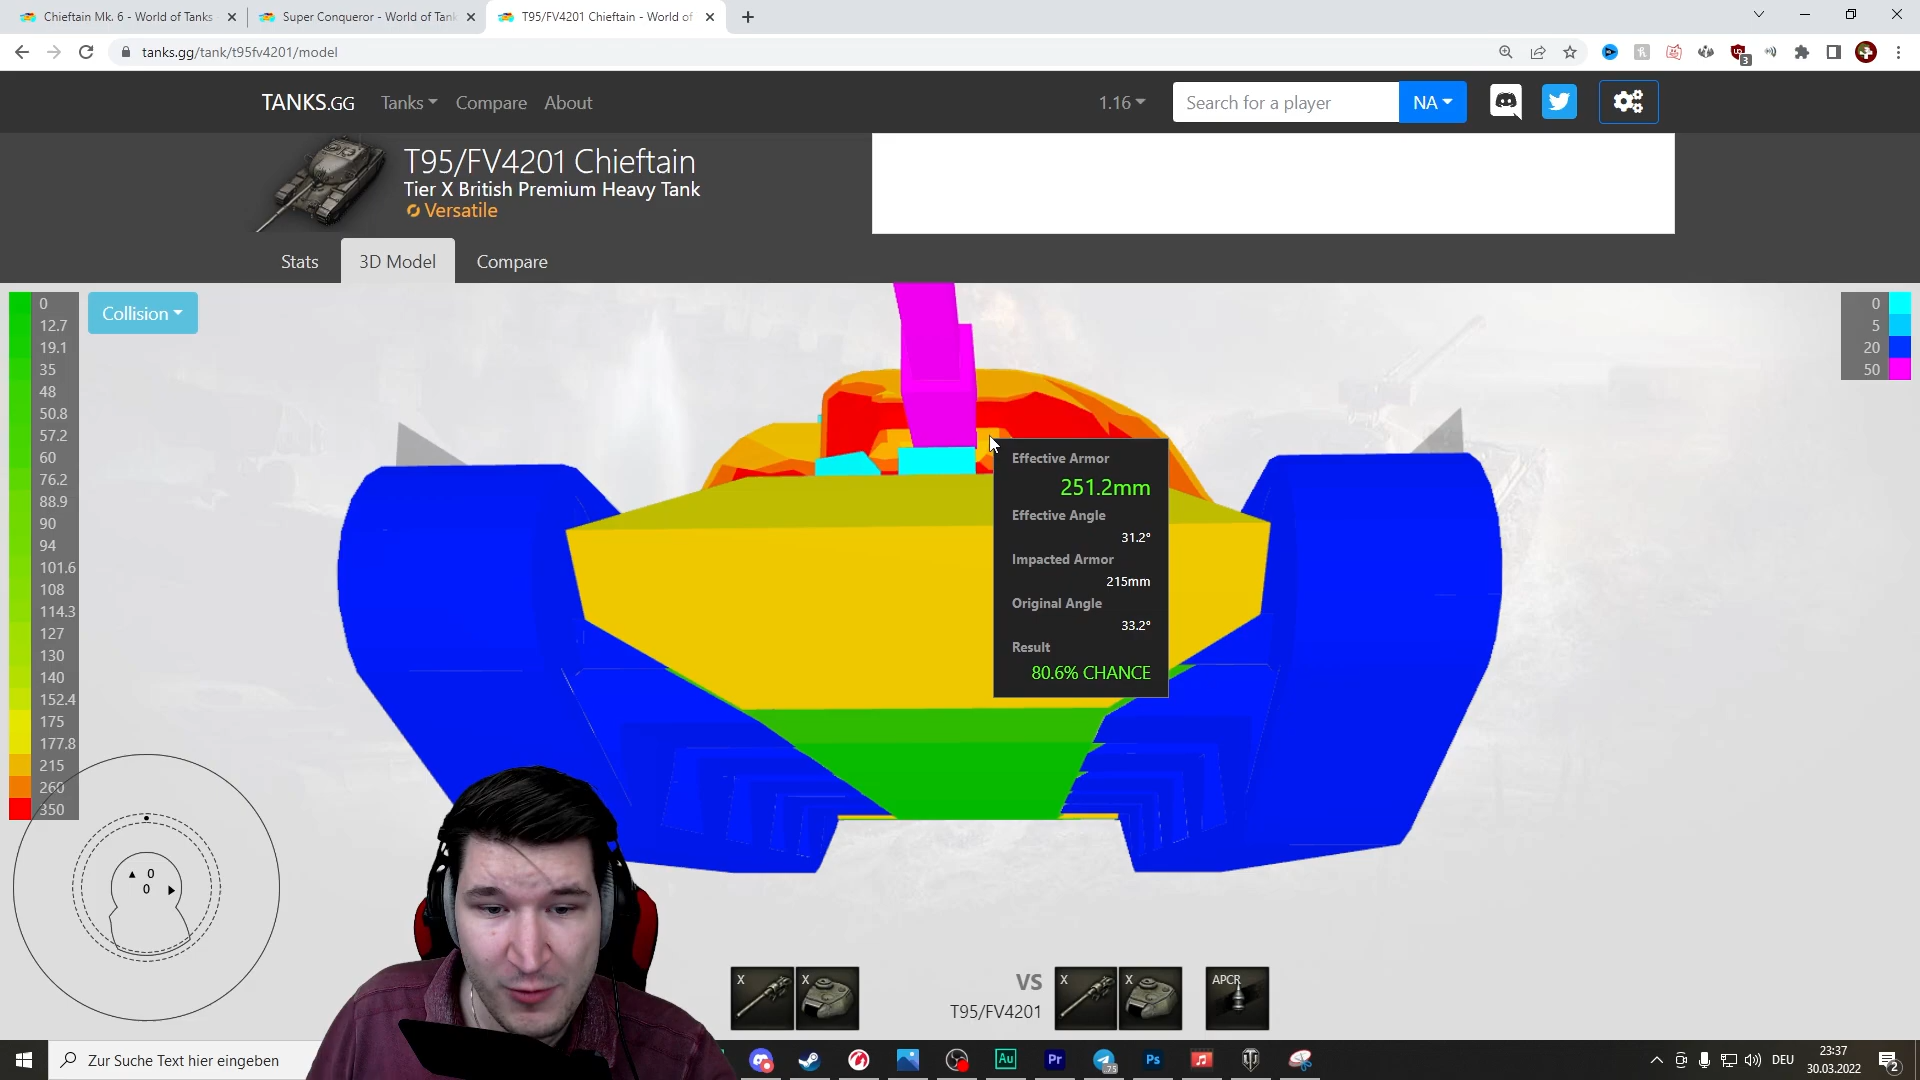 Chieftain Mk. 6 - World of Tanks
Super Conqueror - World of Tank
T95/FV4201 Chieftain - World of
tanks.gg/tank/t95fv4201/model
3
TANKS.GG
Tanks
Compare
About
1.16
Search for a player
NA
T95/FV4201 Chieftain
Tier X British Premium Heavy Tank
Versatile
Stats
3D Model
Compare
Collision
0
12.7
19.1
35
48
50.8
57.2
60
76.2
88.9
90
94
101.6
108
114.3
127
130
140
152.4
175
177.8
215
260
350
0
5
20
50
Effective Armor
251.2mm
Effective Angle
31.2°
Impacted Armor
215mm
Original Angle
33.2°
Result
80.6% CHANCE
0
0
X
X
VS
T95/FV4201
X
X
APCR
Zur Suche Text hier eingeben
Au
Pr
75
Ps
DEU
23:37
30.03.2022
2